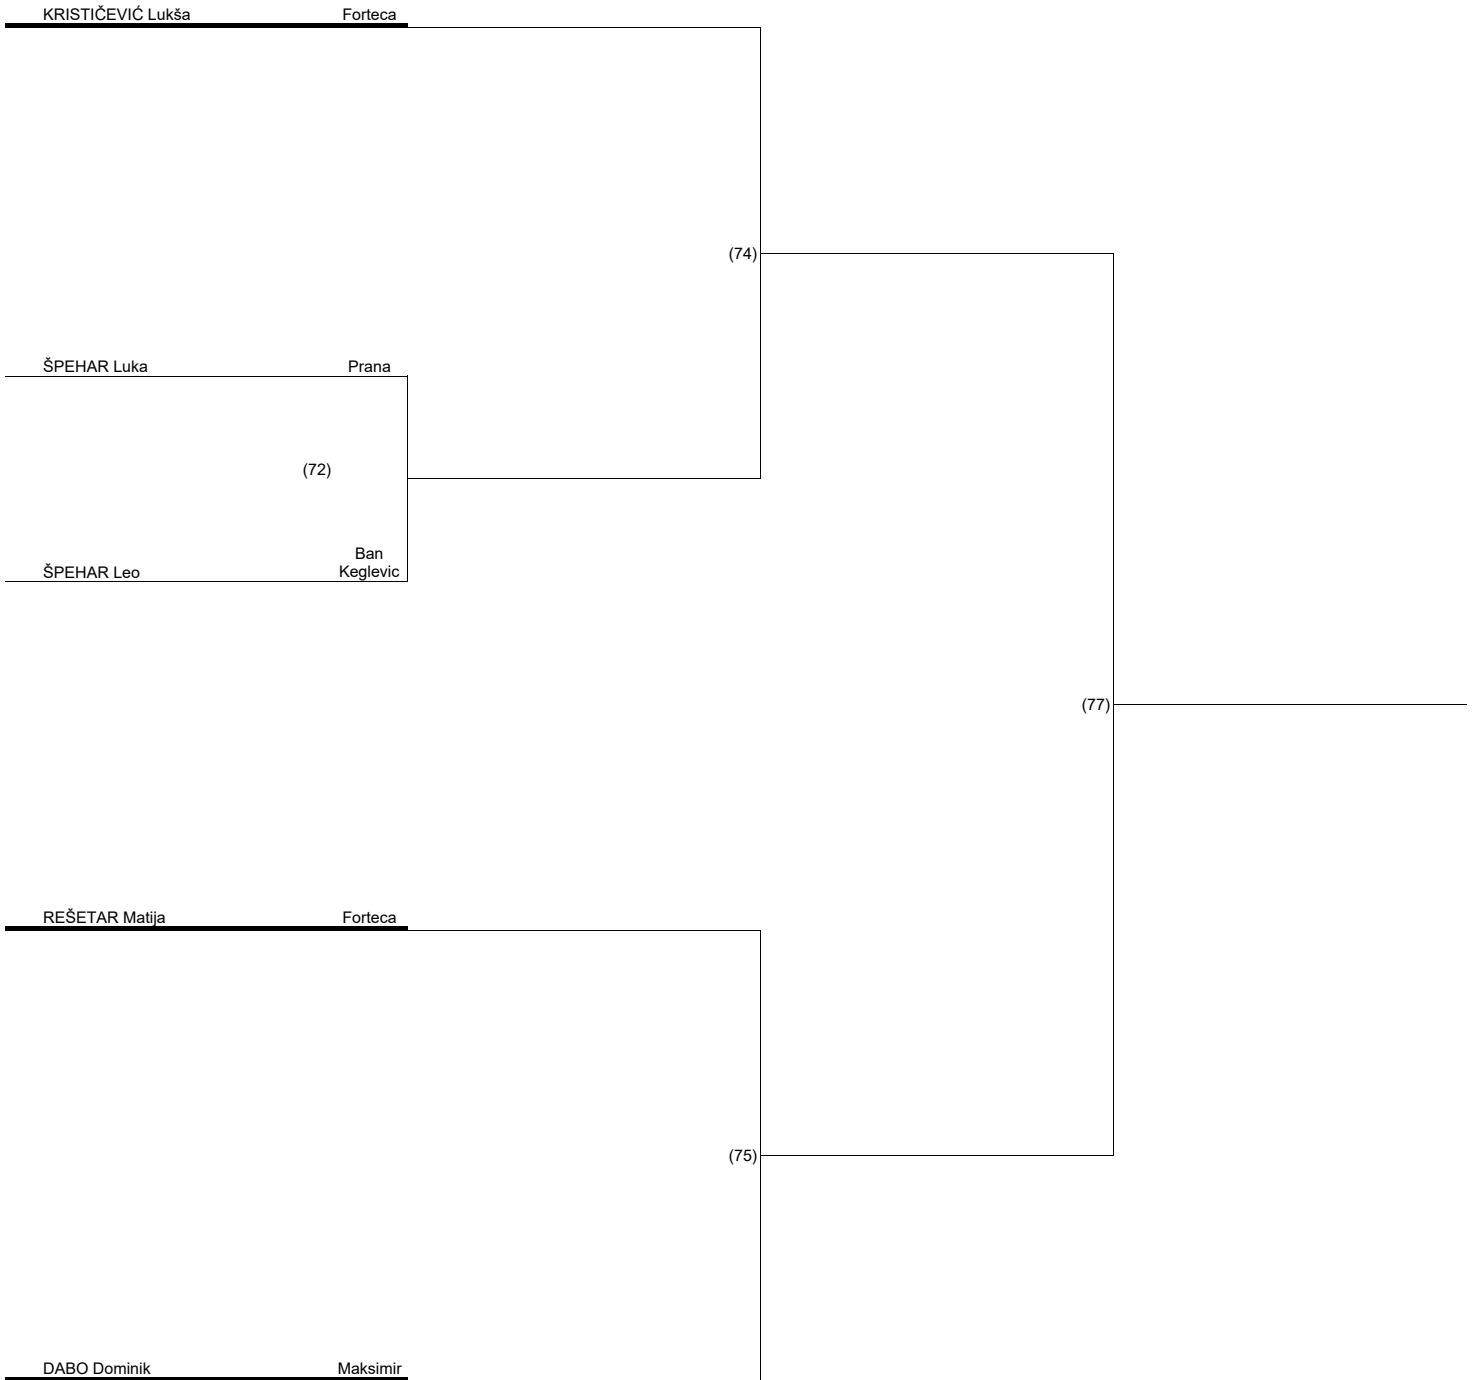 KRISTIČEVIĆ Lukša Forteca
(74)
ŠPEHAR Luka Prana
(72)
Ban
ŠPEHAR Leo Keglevic
(77)
REŠETAR Matija Forteca
(75)
DABO Dominik Maksimir